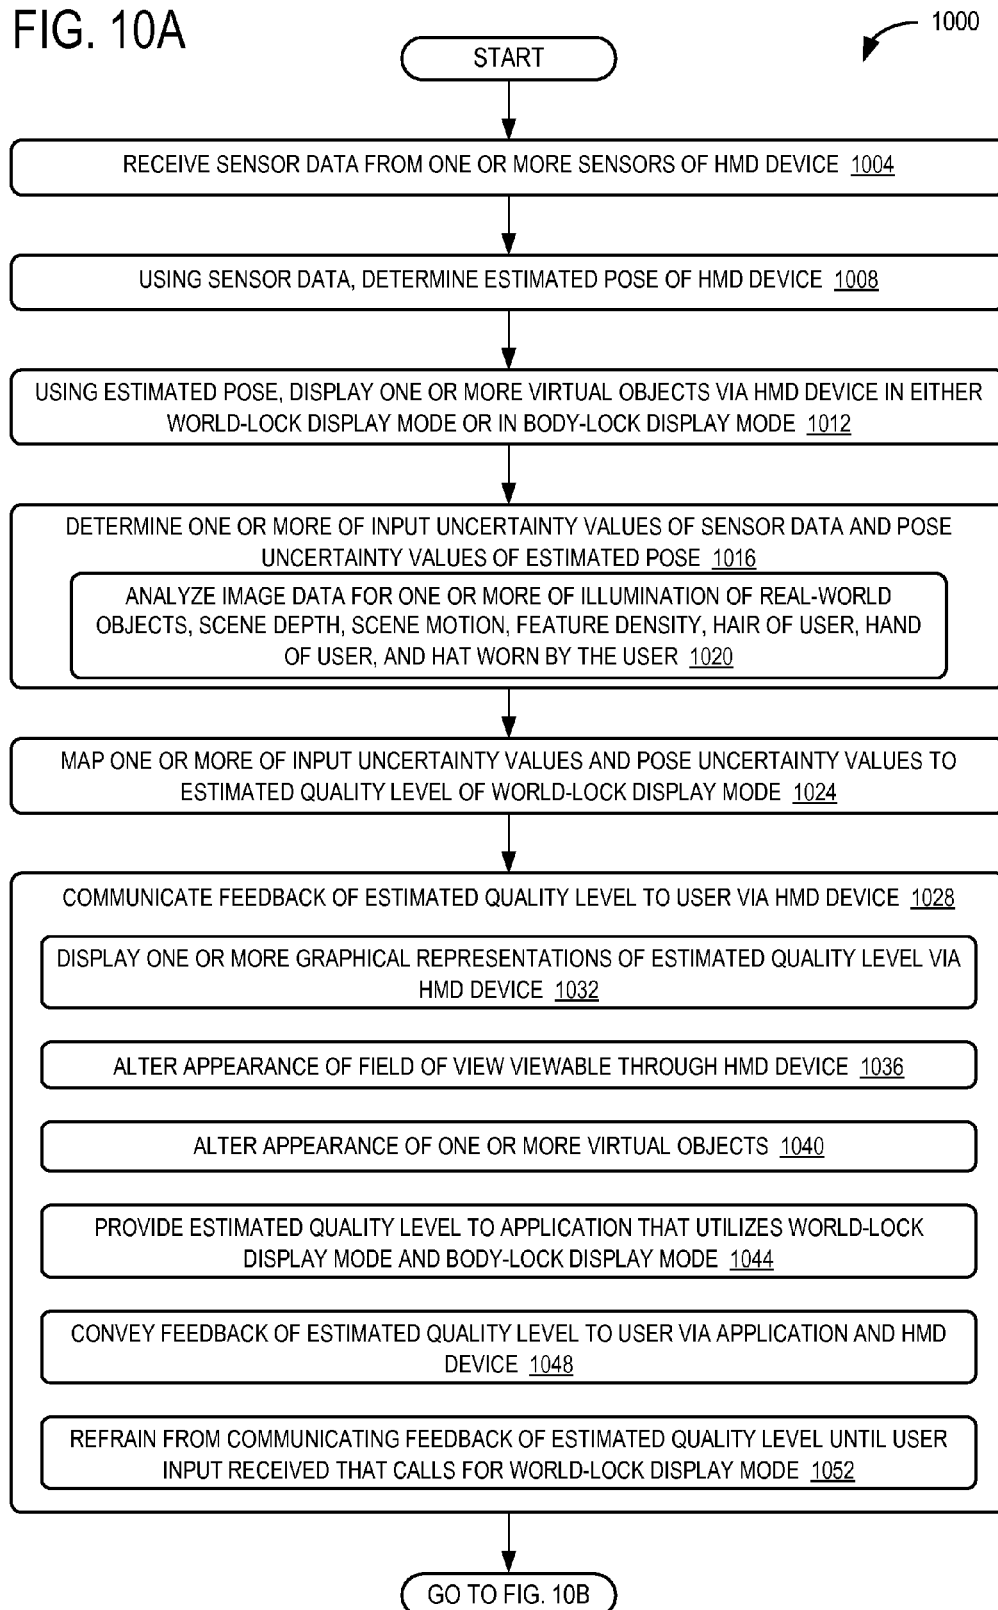 FIG. 10A
1000
START
RECEIVE SENSOR DATA FROM ONE OR MORE SENSORS OF HMD DEVICE 1004
USING SENSOR DATA, DETERMINE ESTIMATED POSE OF HMD DEVICE 1008
USING ESTIMATED POSE, DISPLAY ONE OR MORE VIRTUAL OBJECTS VIA HMD DEVICE IN EITHER
WORLD-LOCK DISPLAY MODE OR IN BODY-LOCK DISPLAY MODE 1012
DETERMINE ONE OR MORE OF INPUT UNCERTAINTY VALUES OF SENSOR DATA AND POSE
UNCERTAINTY VALUES OF ESTIMATED POSE 1016
ANALYZE IMAGE DATA FOR ONE OR MORE OF ILLUMINATION OF REAL-WORLD
OBJECTS, SCENE DEPTH, SCENE MOTION, FEATURE DENSITY, HAIR OF USER, HAND
OF USER, AND HAT WORN BY THE USER 1020
MAP ONE OR MORE OF INPUT UNCERTAINTY VALUES AND POSE UNCERTAINTY VALUES TO
ESTIMATED QUALITY LEVEL OF WORLD-LOCK DISPLAY MODE 1024
COMMUNICATE FEEDBACK OF ESTIMATED QUALITY LEVEL TO USER VIA HMD DEVICE 1028
DISPLAY ONE OR MORE GRAPHICAL REPRESENTATIONS OF ESTIMATED QUALITY LEVEL VIA
HMD DEVICE 1032
ALTER APPEARANCE OF FIELD OF VIEW VIEWABLE THROUGH HMD DEVICE 1036
ALTER APPEARANCE OF ONE OR MORE VIRTUAL OBJECTS 1040
PROVIDE ESTIMATED QUALITY LEVEL TO APPLICATION THAT UTILIZES WORLD-LOCK
DISPLAY MODE AND BODY-LOCK DISPLAY MODE 1044
CONVEY FEEDBACK OF ESTIMATED QUALITY LEVEL TO USER VIA APPLICATION AND HMD
DEVICE 1048
REFRAIN FROM COMMUNICATING FEEDBACK OF ESTIMATED QUALITY LEVEL UNTIL USER
INPUT RECEIVED THAT CALLS FOR WORLD-LOCK DISPLAY MODE 1052
GO TO FIG. 10B